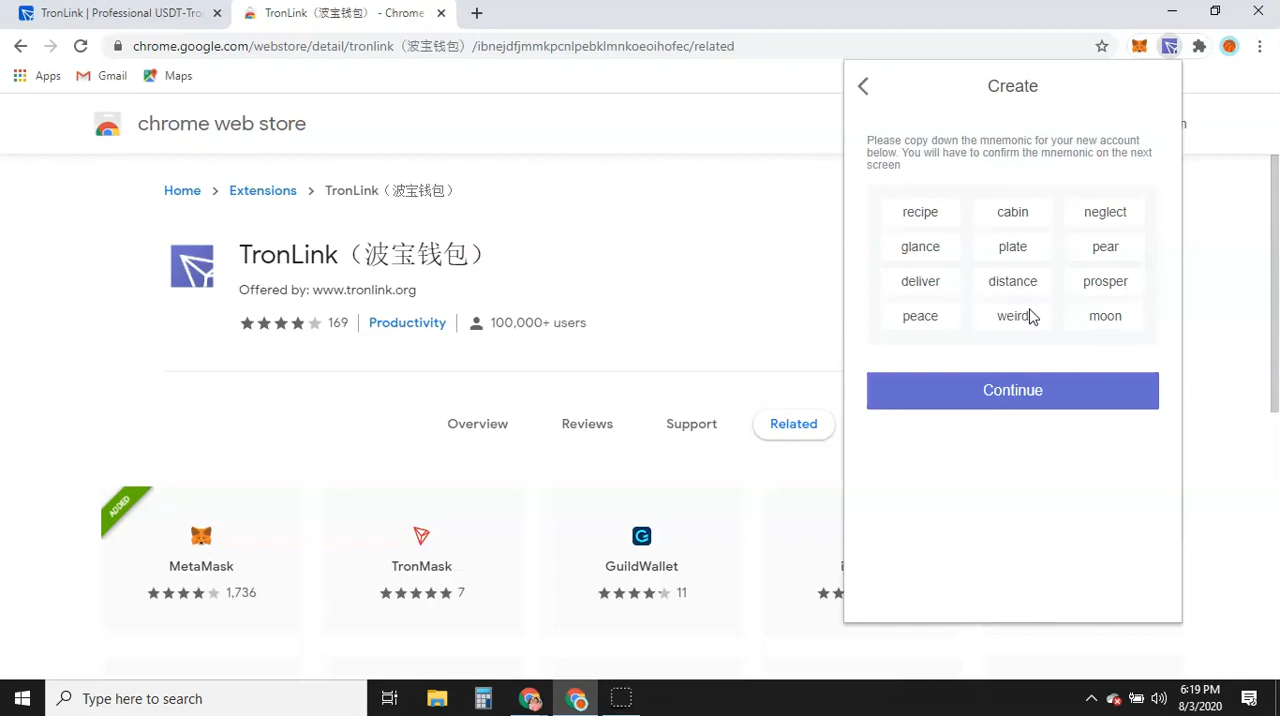 TronLink | Professional USDT-Tro
TronLink（波宝钱包） - Chrome
chrome.google.com/webstore/detail/tronlink（波宝钱包）/ibnejdfjmmkpcnlpebklmnkoeoihofec/related
Apps
Gmail
Maps
chrome web store
Home
Extensions
TronLink（波宝钱包）
TronLink（波宝钱包）
Offered by: www.tronlink.org
169
Productivity
100,000+ users
Overview
Reviews
Support
Related
ADDED
MetaMask
1,736
TronMask
7
GuildWallet
11
Create
Please copy down the mnemonic for your new account
below. You will have to confirm the mnemonic on the next
screen
recipe cabin neglect
glance plate pear
deliver distance prosper
peace weird moon
Continue
Type here to search
6:19 PM
8/3/2020